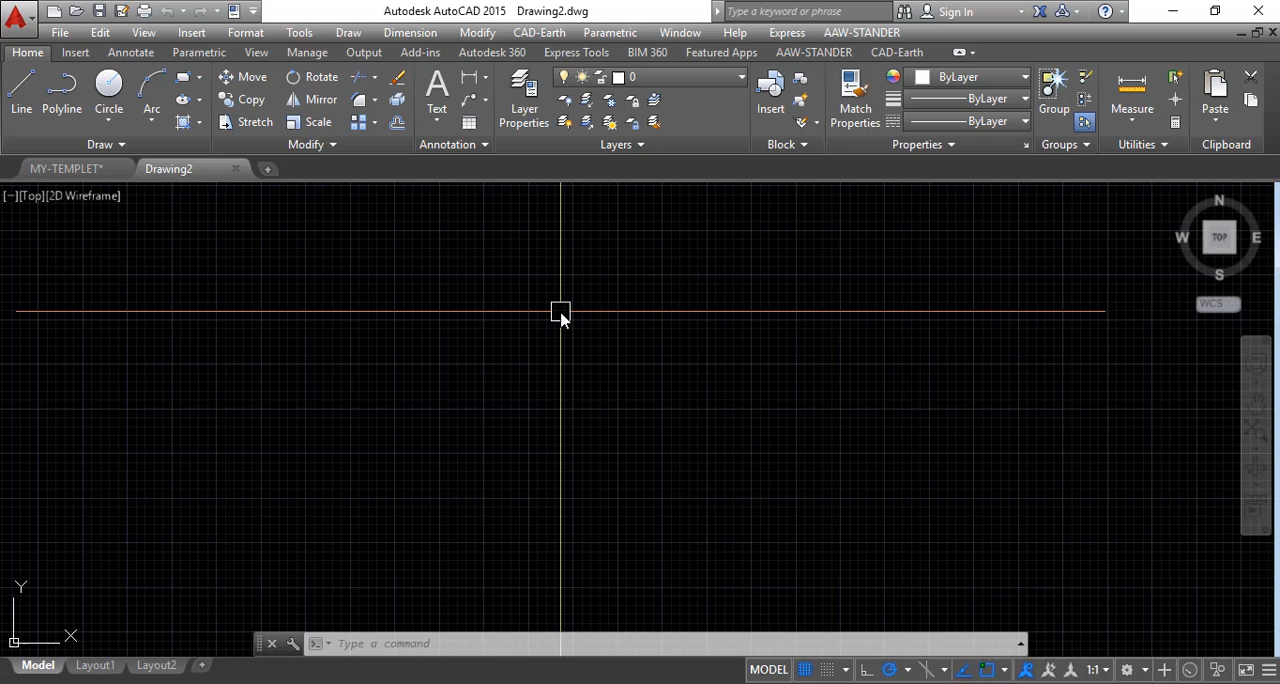 Autodesk AutoCAD 2015 Drawing2.dwg
Type a keyword or phrase
Sign In
File Edit View Insert Format Tools Draw Dimension Modify CAD-Earth Parametric Window Help Express AAW-STANDER
Home Insert Annotate Parametric View Manage Output Add-ins Autodesk 360 Express Tools BIM 360 Featured Apps AAW-STANDER CAD-Earth
Move Rotate 0 ByLayer
Line Polyline Circle Arc Copy Mirror Text Layer Properties Insert Match Properties ByLayer Group Measure Paste
Stretch Scale ByLayer
Draw Modify Annotation Layers Block Properties Groups Utilities Clipboard
MY-TEMPLET* Drawing2
[−][Top][2D Wireframe]
N
W TOP E
S
WCS
Y
X
Type a command
Model Layout1 Layout2 MODEL 1:1